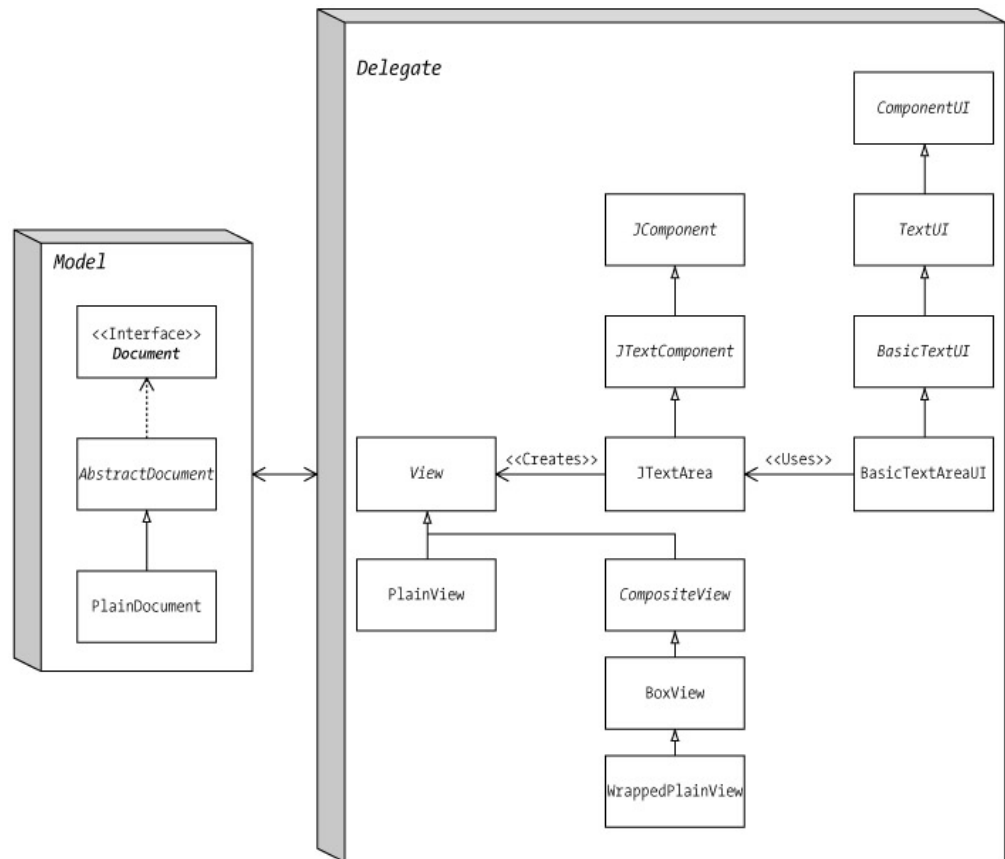 Delegate
ComponentUI
JComponent
TextUI
Model
<<Interface>>
Document
JTextComponent
BasicTextUI
AbstractDocument
View
<<Creates>>
JTextArea
<<Uses>>
BasicTextAreaUI
PlainDocument
PlainView
CompositeView
BoxView
WrappedPlainView